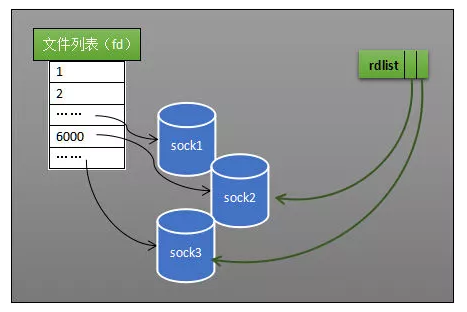 文件列表（fd）
1
2
……
6000
……
rdlist
sock1
sock2
sock3